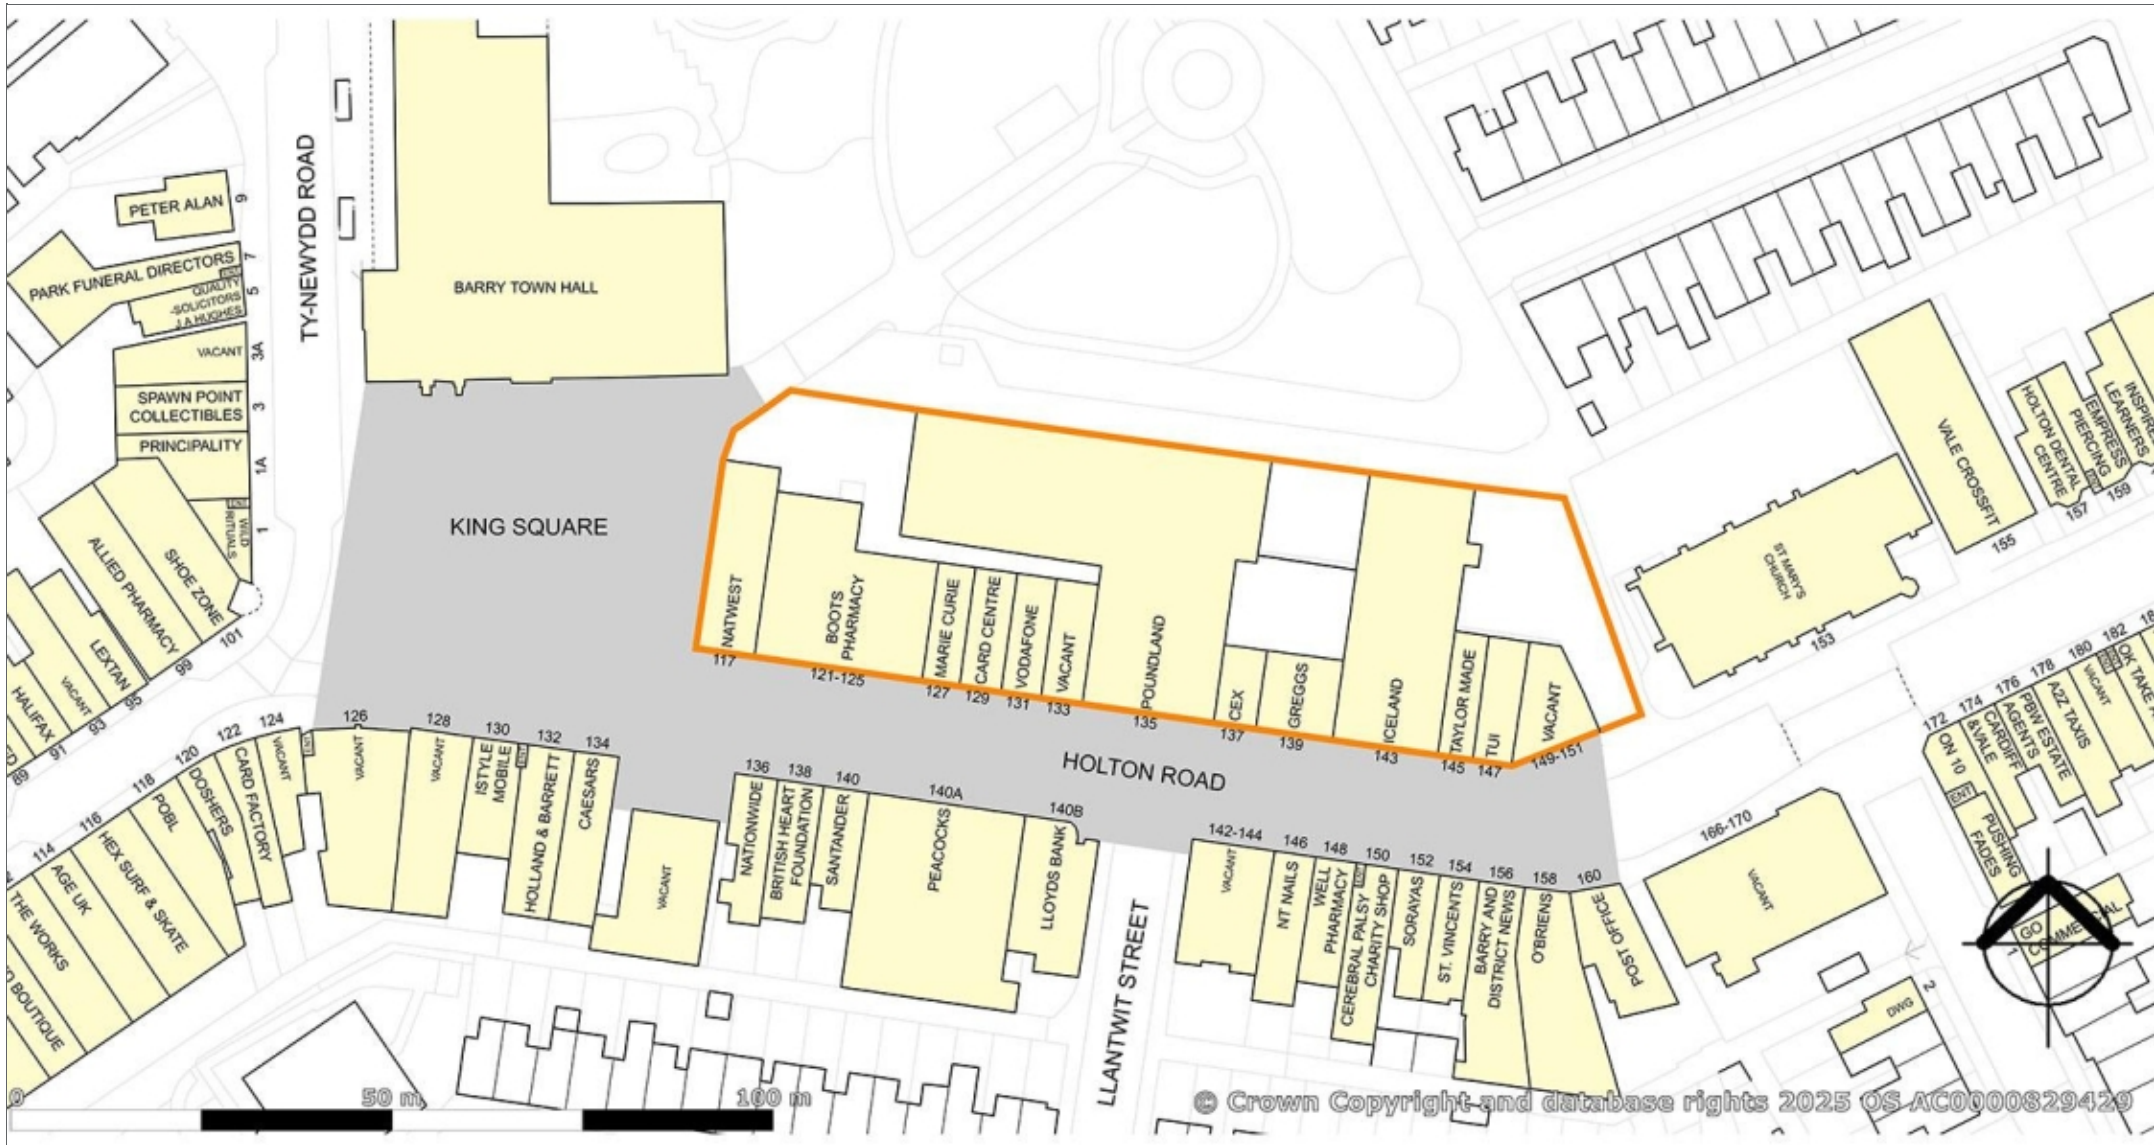 TY-NEWYDD ROAD
PETER ALAN
9
PARK FUNERAL DIRECTORS
7
ENT
QUALITY
-SOLICITORS
J A HUGHES
5
VACANT
3A
SPAWN POINT
COLLECTIBLES
3
PRINCIPALITY
1A
ENT
WILD
RITUALS
1
SHOE ZONE
101
ALLIED PHARMACY
99
LEXTAN
95
VACANT
93
HALIFAX
91
89
BARRY TOWN HALL
KING SQUARE
NATWEST
117
BOOTS
PHARMACY
121-125
MARIE CURIE
127
CARD CENTRE
129
VODAFONE
131
VACANT
133
POUNDLAND
135
CEX
137
GREGGS
139
ICELAND
143
TAYLOR MADE
145
TUI
147
VACANT
149-151
HOLTON ROAD
ST MARY'S
CHURCH
153
VALE CROSSFIT
155
HOLTON DENTAL
CENTRE
157
EMPRESS
PIERCING
ENT
159
INSPIRE
LEARNERS
114
THE WORKS
BOUTIQUE
AGE UK
116
HEX SURF & SKATE
118
POBL
120
DOSHERS
122
CARD FACTORY
124
VACANT
ENT
126
VACANT
128
VACANT
130
ISTYLE
MOBILE
ENT
132
HOLLAND & BARRETT
134
CAESARS
VACANT
136
NATIONWIDE
138
BRITISH HEART
FOUNDATION
140
SANTANDER
140A
PEACOCKS
140B
LLOYDS BANK
LLANTWIT STREET
142-144
VACANT
146
NT NAILS
148
WELL
PHARMACY
150
ENT
CEREBRAL PALSY
CHARITY SHOP
152
SORAYAS
154
ST. VINCENTS
156
BARRY AND
DISTRICT NEWS
158
O'BRIENS
160
POST OFFICE
166-170
VACANT
172
ON 10
174
CARDIFF
&VALE
176
PBW ESTATE
AGENTS
178
A2Z TAXIS
180
VACANT
182
OK TAKE
ENT
PUSHING
FADES
GO
COMMERCIAL
1
2
DWG
0
50 m
100 m
© Crown Copyright and database rights 2025 OS AC0000829429